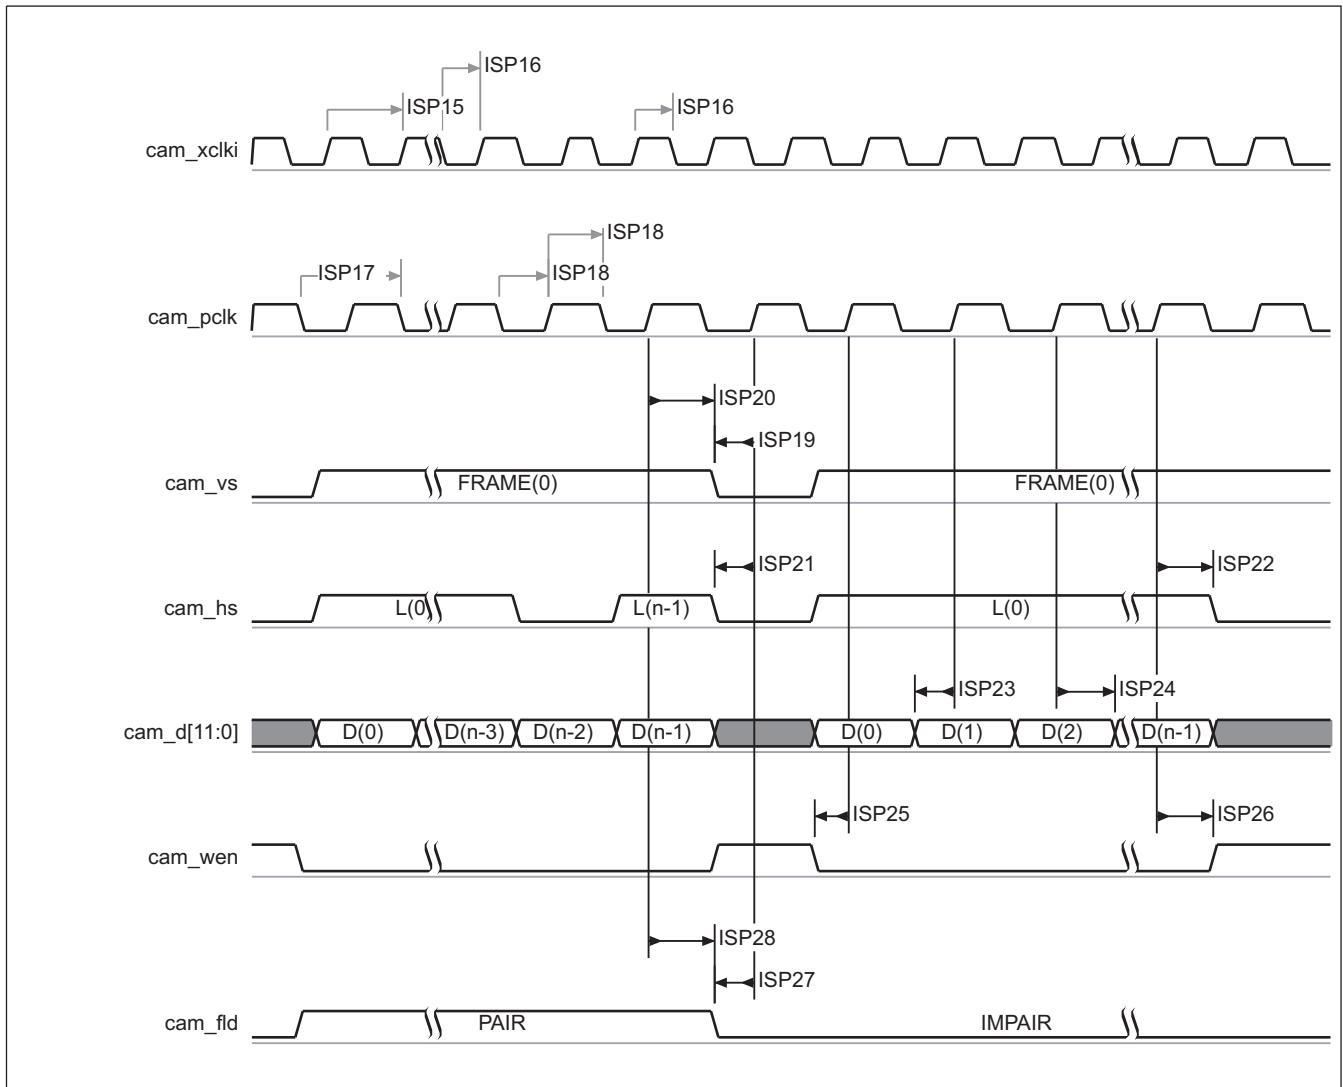 ISP16
ISP15
ISP16
cam_xclki
ISP18
ISP17
ISP18
cam_pclk
ISP20
ISP19
cam_vs
FRAME(0)
FRAME(0)
ISP21
ISP22
cam_hs
L(0)
L(n-1)
L(0)
ISP23
ISP24
cam_d[11:0]
D(0)
D(n-3)
D(n-2)
D(n-1)
D(0)
D(1)
D(2)
D(n-1)
ISP25
ISP26
cam_wen
ISP28
ISP27
cam_fld
PAIR
IMPAIR